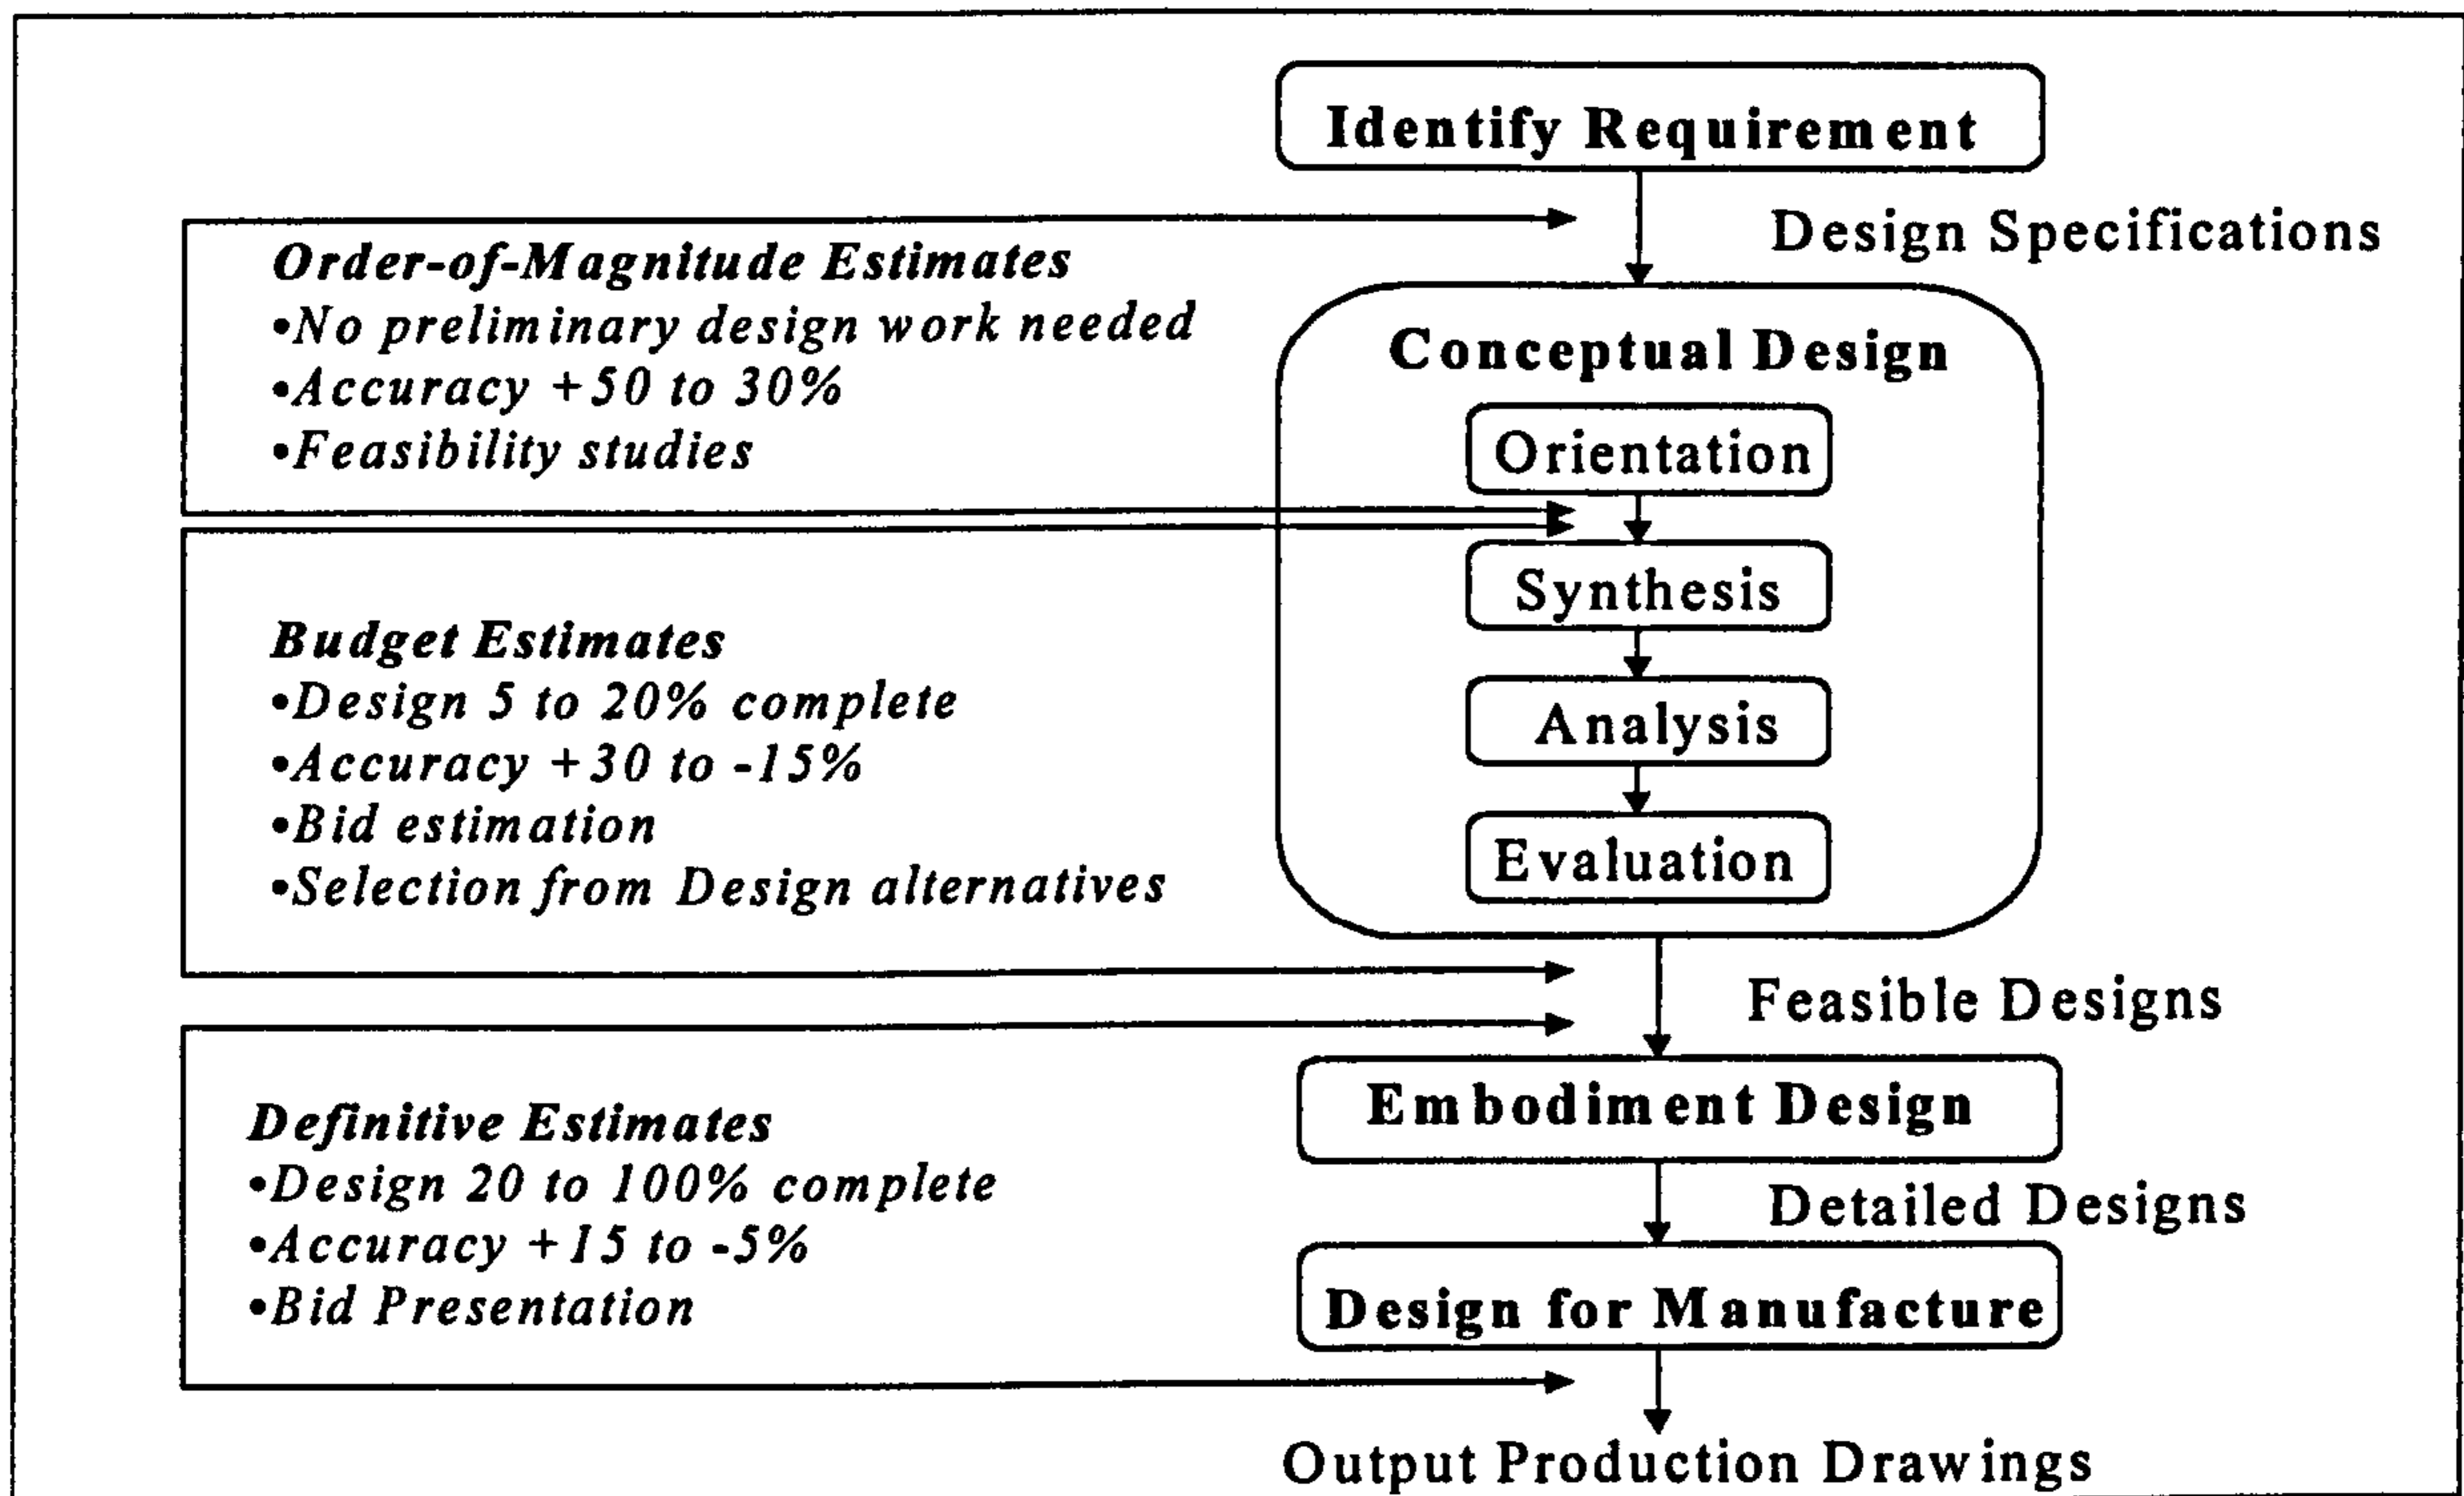 Identify Requirement
Design Specifications
Order-of-Magnitude Estimates
•No preliminary design work needed
•Accuracy +50 to 30%
•Feasibility studies
Conceptual Design
Orientation
Synthesis
Analysis
Evaluation
Budget Estimates
•Design 5 to 20% complete
•Accuracy +30 to -15%
•Bid estimation
•Selection from Design alternatives
Feasible Designs
Embodiment Design
Definitive Estimates
•Design 20 to 100% complete
•Accuracy +15 to -5%
•Bid Presentation
Detailed Designs
Design for Manufacture
Output Production Drawings